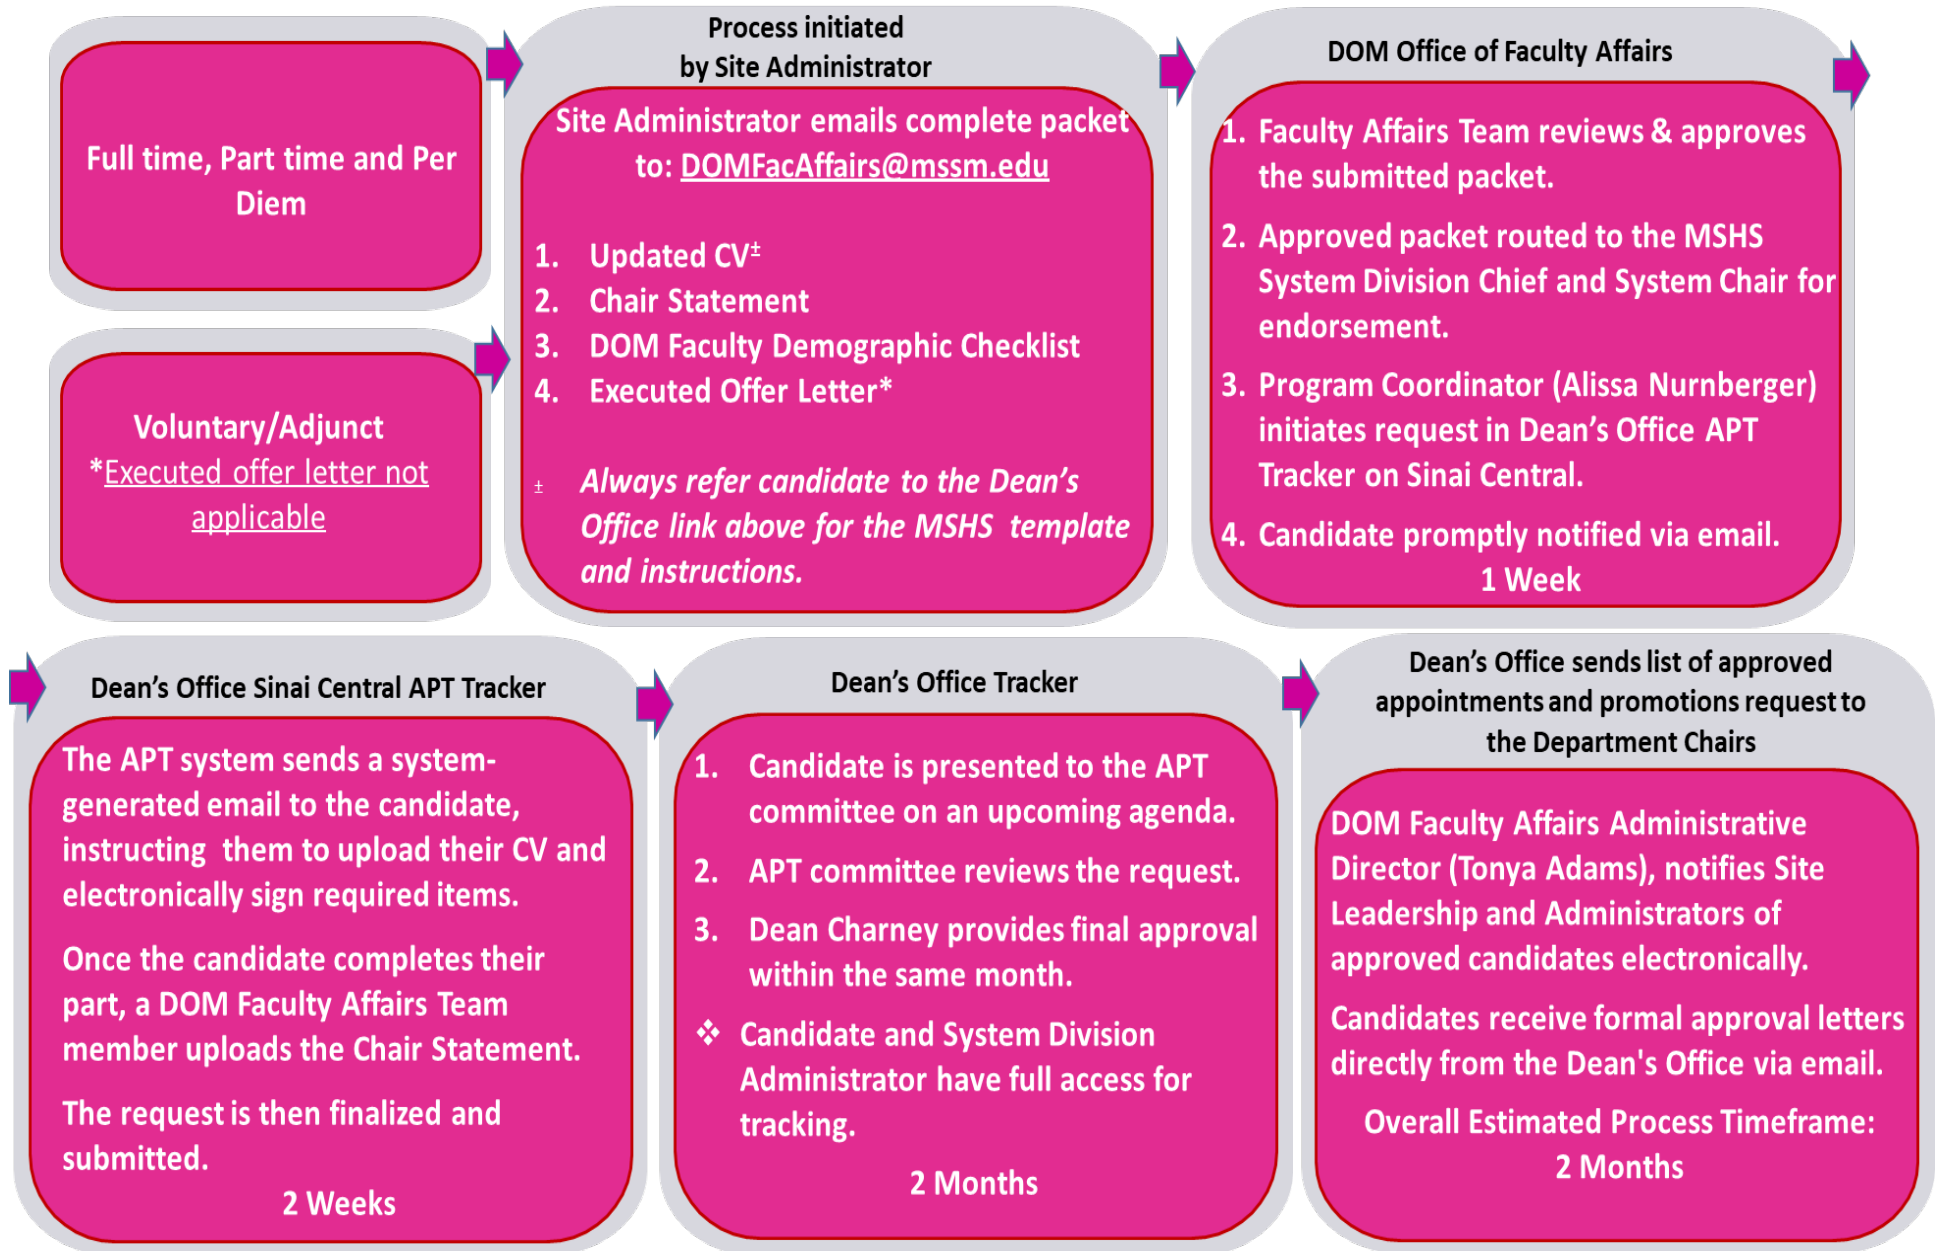 Full time, Part time and Per
Diem
Voluntary/Adjunct
*Executed offer letter not
applicable
Process initiated
by Site Administrator
Site Administrator emails complete packet
to: DOMFacAffairs@mssm.edu
1. Updated CV±
2. Chair Statement
3. DOM Faculty Demographic Checklist
4. Executed Offer Letter*
± Always refer candidate to the Dean’s
Office link above for the MSHS template
and instructions.
DOM Office of Faculty Affairs
1. Faculty Affairs Team reviews & approves
the submitted packet.
2. Approved packet routed to the MSHS
System Division Chief and System Chair for
endorsement.
3. Program Coordinator (Alissa Nurnberger)
initiates request in Dean’s Office APT
Tracker on Sinai Central.
4. Candidate promptly notified via email.
1 Week
Dean’s Office Sinai Central APT Tracker
The APT system sends a system-
generated email to the candidate,
instructing them to upload their CV and
electronically sign required items.
Once the candidate completes their
part, a DOM Faculty Affairs Team
member uploads the Chair Statement.
The request is then finalized and
submitted.
2 Weeks
Dean’s Office Tracker
1. Candidate is presented to the APT
committee on an upcoming agenda.
2. APT committee reviews the request.
3. Dean Charney provides final approval
within the same month.
❖ Candidate and System Division
Administrator have full access for
tracking.
2 Months
Dean’s Office sends list of approved
appointments and promotions request to
the Department Chairs
DOM Faculty Affairs Administrative
Director (Tonya Adams), notifies Site
Leadership and Administrators of
approved candidates electronically.
Candidates receive formal approval letters
directly from the Dean's Office via email.
Overall Estimated Process Timeframe:
2 Months